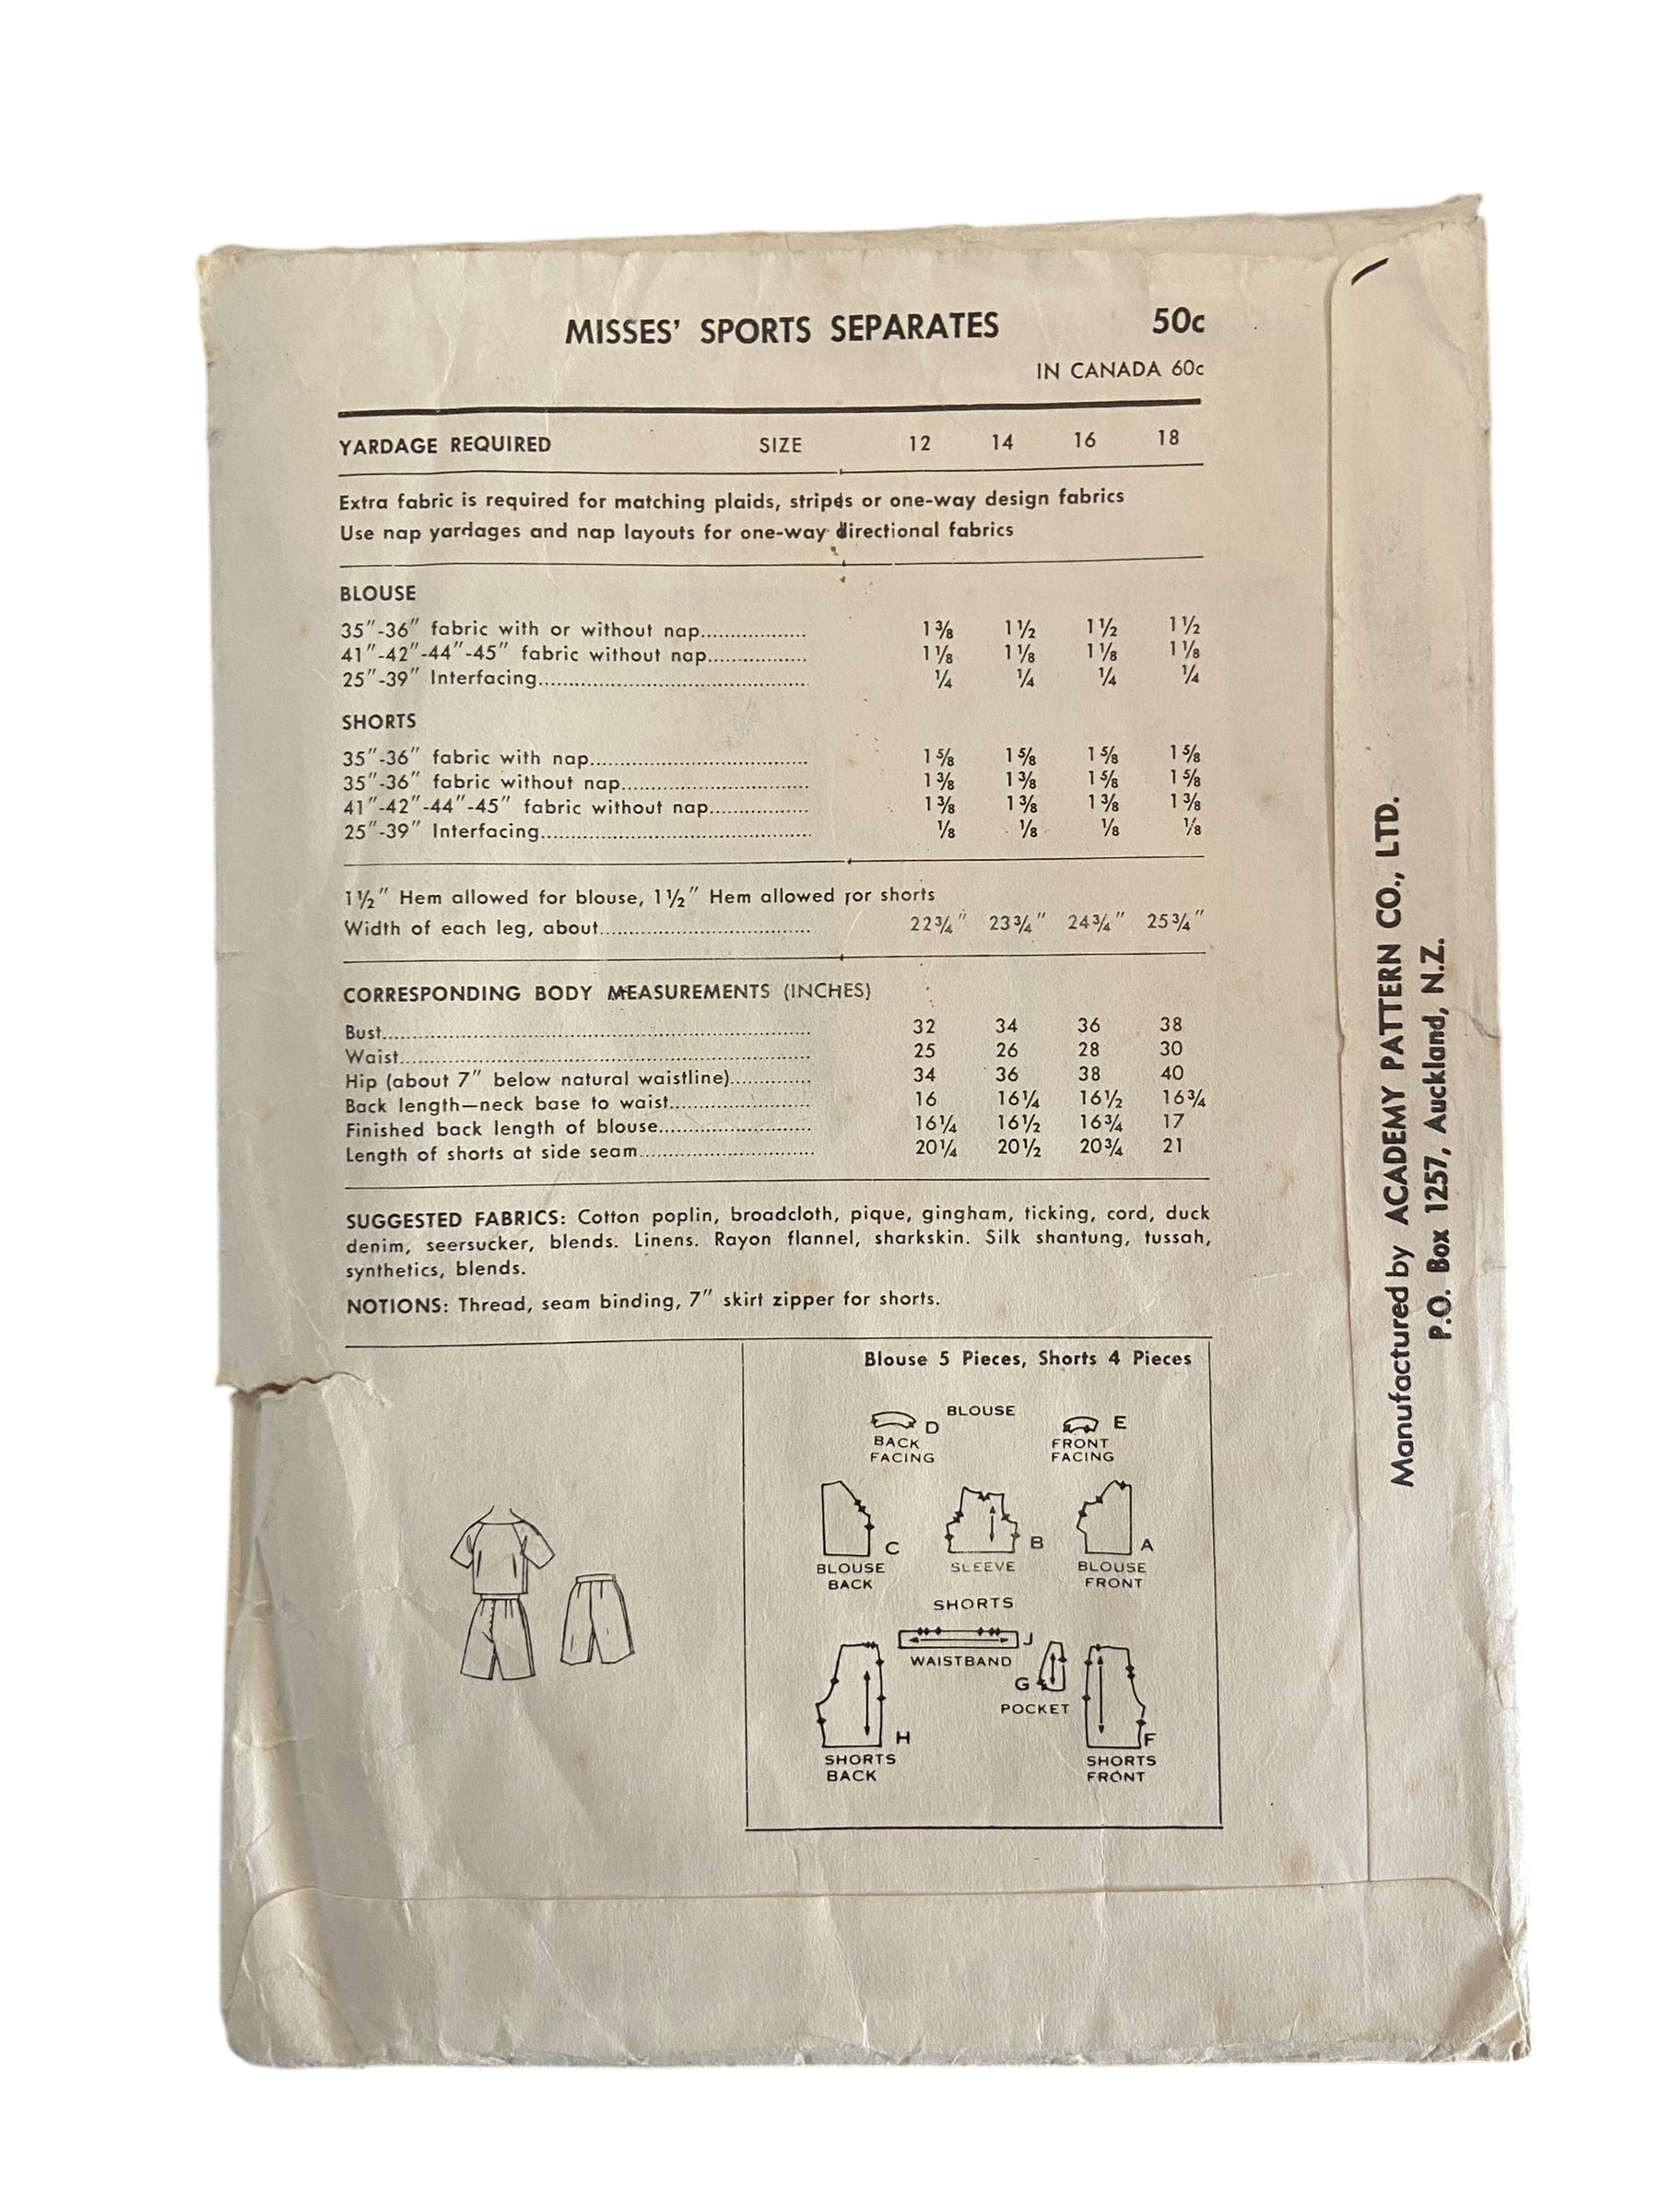 MISSES' SPORTS SEPARATES 50c
IN CANADA 60c
YARDAGE REQUIRED SIZE 12 14 16 18
Extra fabric is required for matching plaids, stripes or one-way design fabrics
Use nap yardages and nap layouts for one-way directional fabrics
BLOUSE
35"-36" fabric with or without nap.................. 1⅜ 1½ 1½ 1½
41"-42"-44"-45" fabric without nap................. 1⅛ 1⅛ 1⅛ 1⅛
25"-39" Interfacing.............................................. ¼ ¼ ¼ ¼
SHORTS
35"-36" fabric with nap...................................... 1⅝ 1⅝ 1⅝ 1⅝
35"-36" fabric without nap................................. 1⅜ 1⅜ 1⅝ 1⅝
41"-42"-44"-45" fabric without nap.................. 1⅜ 1⅜ 1⅜ 1⅜
25"-39" Interfacing.............................................. ⅛ ⅛ ⅛ ⅛
1½" Hem allowed for blouse, 1½" Hem allowed for shorts
Width of each leg, about.................................... 22¾" 23¾" 24¾" 25¾"
CORRESPONDING BODY MEASUREMENTS (INCHES)
Bust......................................................................... 32 34 36 38
Waist....................................................................... 25 26 28 30
Hip (about 7" below natural waistline).............. 34 36 38 40
Back length—neck base to waist........................ 16 16¼ 16½ 16¾
Finished back length of blouse.......................... 16¼ 16½ 16¾ 17
Length of shorts at side seam............................. 20¼ 20½ 20¾ 21
SUGGESTED FABRICS: Cotton poplin, broadcloth, pique, gingham, ticking, cord, duck
denim, seersucker, blends. Linens. Rayon flannel, sharkskin. Silk shantung, tussah,
synthetics, blends.
NOTIONS: Thread, seam binding, 7" skirt zipper for shorts.
Blouse 5 Pieces, Shorts 4 Pieces
BLOUSE
D
BACK
FACING
E
FRONT
FACING
C
BLOUSE
BACK
B
SLEEVE
A
BLOUSE
FRONT
SHORTS
J
WAISTBAND
G
POCKET
H
SHORTS
BACK
F
SHORTS
FRONT
Manufactured by ACADEMY PATTERN CO., LTD.
P.O. Box 1257, Auckland, N.Z.